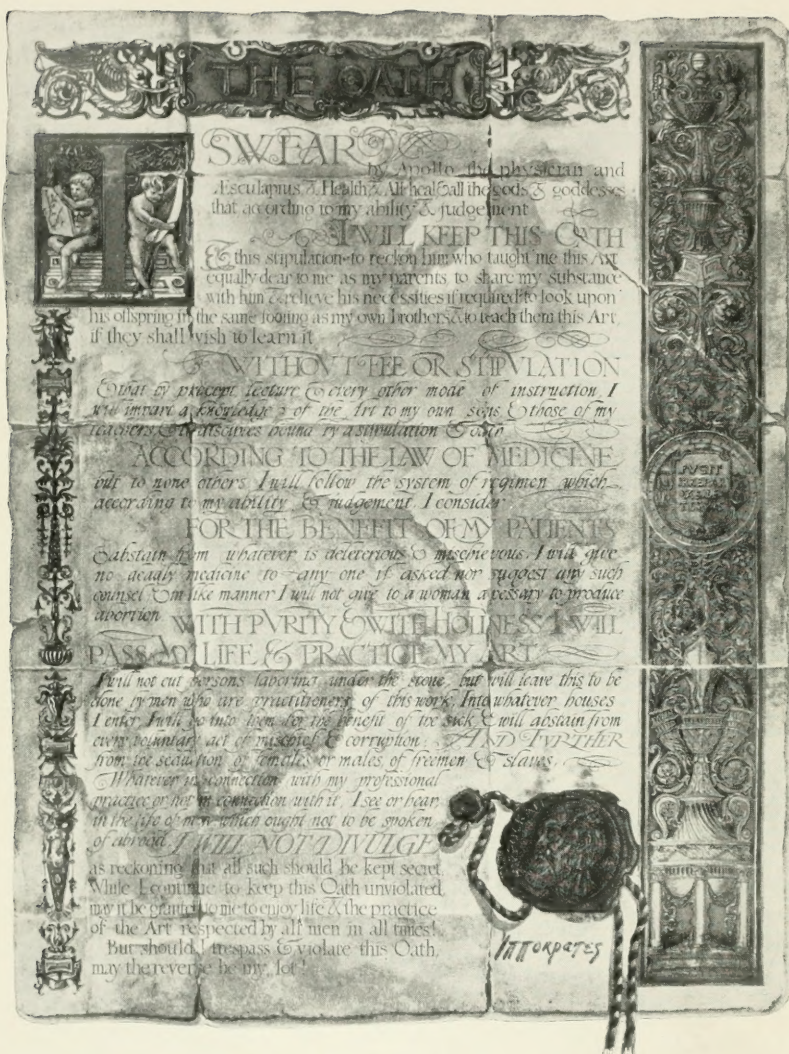 THE OATH
I SWEAR
by Apollo, the physician and
Æsculapius & Health & All-heal & all the gods & goddesses
that according to my ability & judgement
I WILL KEEP THIS OATH
& this stipulation - to reckon him who taught me this Art
equally dear to me as my parents, to share my substance
with him & relieve his necessities if required: to look upon
his offspring in the same footing as my own brothers & to teach them this Art
if they shall wish to learn it
WITHOVT FEE OR STIPVLATION
& that by precept, lecture & every other mode of instruction, I
will impart a knowledge of the Art to my own sons, & those of my
teachers, & to disciples bound by a stipulation & oath
ACCORDING TO THE LAW OF MEDICINE
but to none others. I will follow the system of regimen which
according to my ability & judgement I consider
FOR THE BENEFIT OF MY PATIENTS
& abstain from whatever is deleterious & mischievous. I will give
no deadly medicine to any one if asked nor suggest any such
counsel & in like manner I will not give to a woman a pessary to produce
abortion WITH PVRITY & WITH HOLINESS I WILL
PASS MY LIFE & PRACTICE MY ART
I will not cut persons laboring under the stone, but will leave this to be
done by men who are practitioners of this work. Into whatever houses
I enter, I will go into them for the benefit of the sick & will abstain from
every voluntary act of mischief & corruption: AND FVRTHER
from the seduction of females or males, of freemen & slaves.
Whatever in connection with my professional
practice or not in connection with it, I see or hear
in the life of men which ought not to be spoken
of abroad I WILL NOT DIVULGE
as reckoning that all such should be kept secret.
While I continue to keep this Oath unviolated,
may it be granted to me to enjoy life & the practice
of the Art respected by all men in all times!
But should I trespass & violate this Oath,
may the reverse be my lot!
Ιπποκρατες